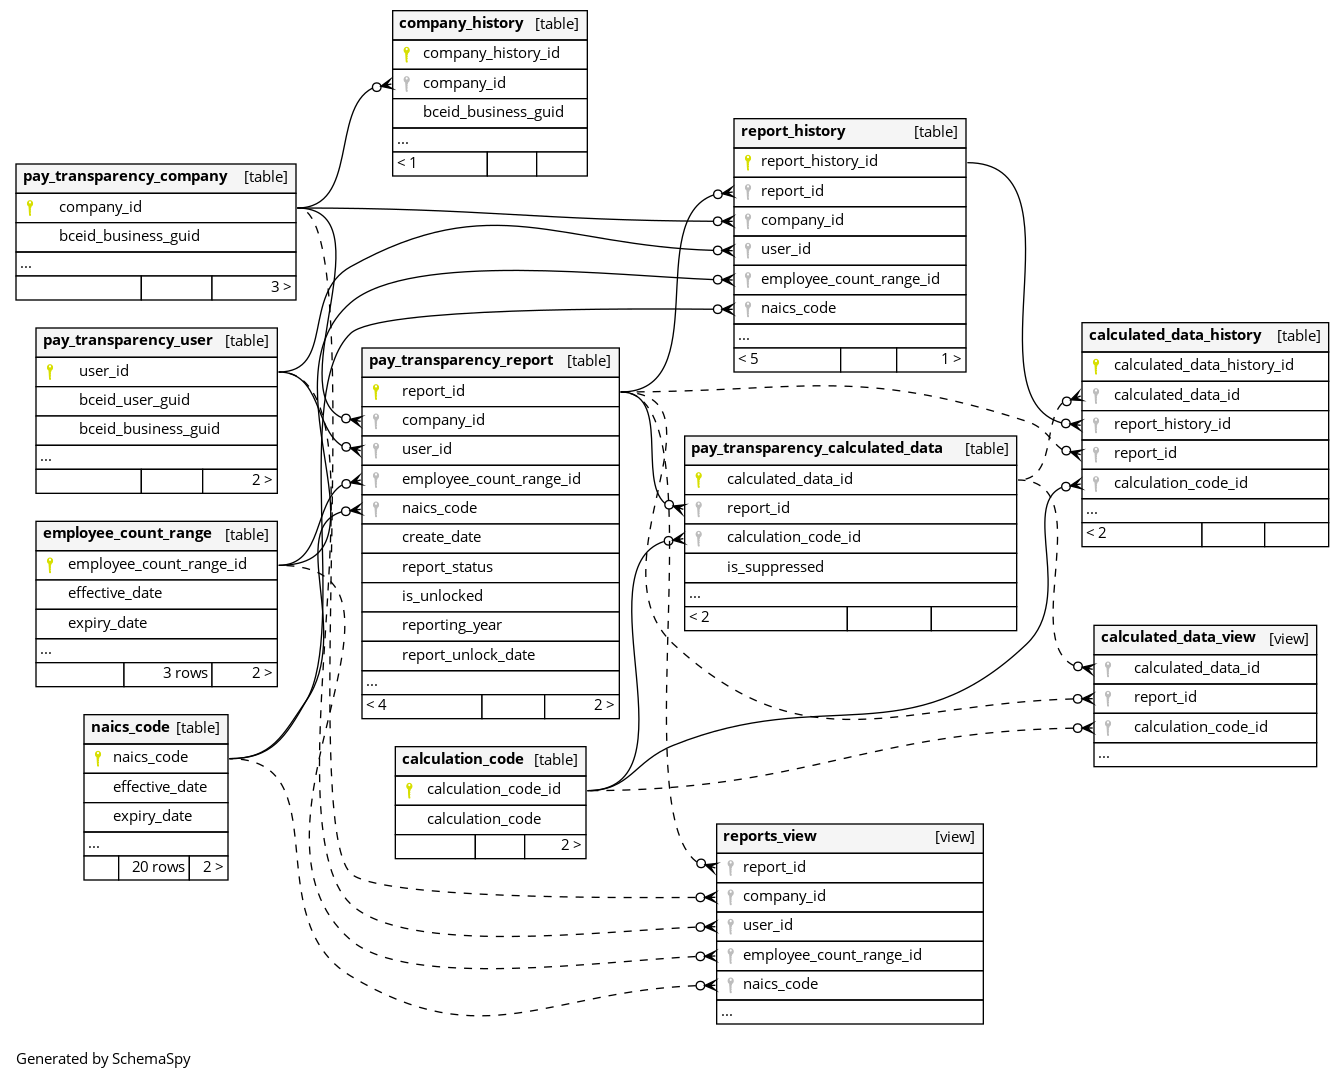 company_history [table]
company_history_id
company_id
bceid_business_guid
...
< 1
pay_transparency_company [table]
company_id
bceid_business_guid
...
3 >
pay_transparency_user [table]
user_id
bceid_user_guid
bceid_business_guid
...
2 >
employee_count_range [table]
employee_count_range_id
effective_date
expiry_date
...
3 rows 2 >
naics_code [table]
naics_code
effective_date
expiry_date
...
20 rows 2 >
pay_transparency_report [table]
report_id
company_id
user_id
employee_count_range_id
naics_code
create_date
report_status
is_unlocked
reporting_year
report_unlock_date
...
< 4 2 >
calculation_code [table]
calculation_code_id
calculation_code
2 >
report_history [table]
report_history_id
report_id
company_id
user_id
employee_count_range_id
naics_code
...
< 5 1 >
pay_transparency_calculated_data [table]
calculated_data_id
report_id
calculation_code_id
is_suppressed
...
< 2
reports_view [view]
report_id
company_id
user_id
employee_count_range_id
naics_code
...
calculated_data_history [table]
calculated_data_history_id
calculated_data_id
report_history_id
report_id
calculation_code_id
...
< 2
calculated_data_view [view]
calculated_data_id
report_id
calculation_code_id
...
Generated by SchemaSpy